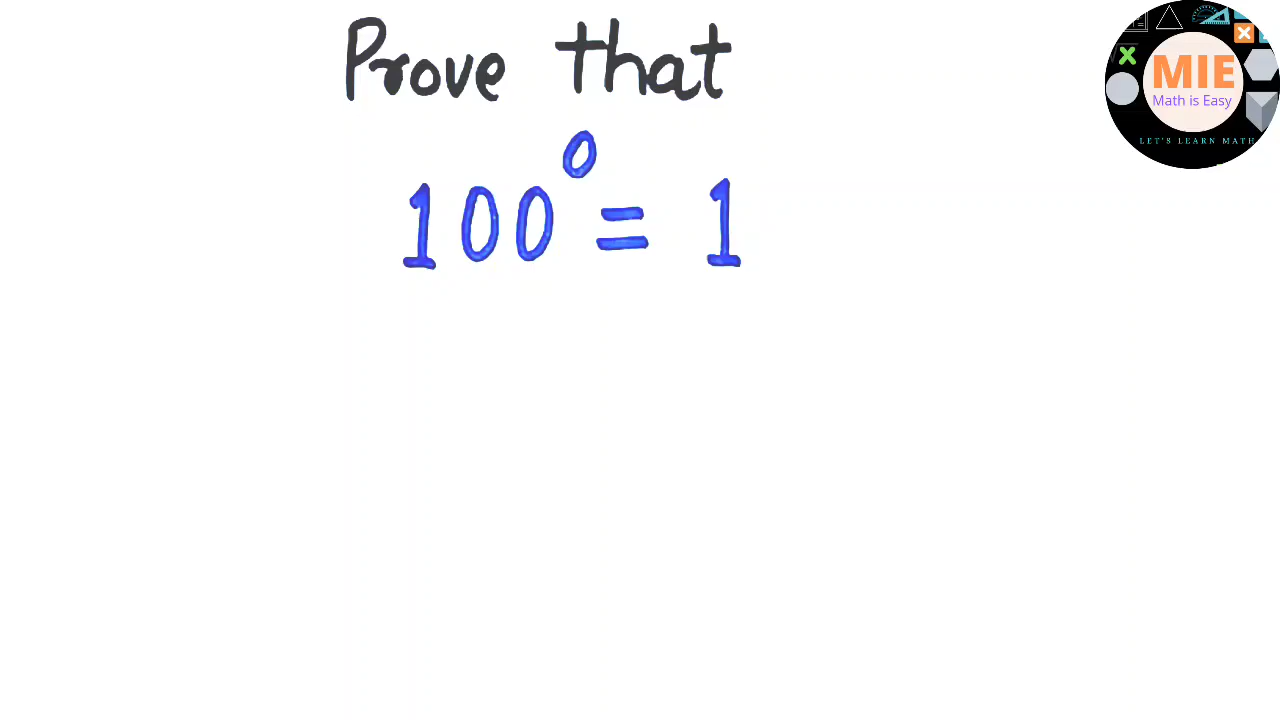 Prove that
100⁰ = 1
MIE
Math is Easy
LET'S LEARN MATH